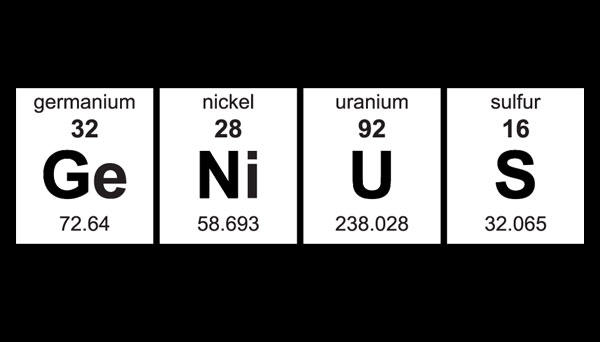 germanium
32
Ge
72.64
nickel
28
Ni
58.693
uranium
92
U
238.028
sulfur
16
S
32.065